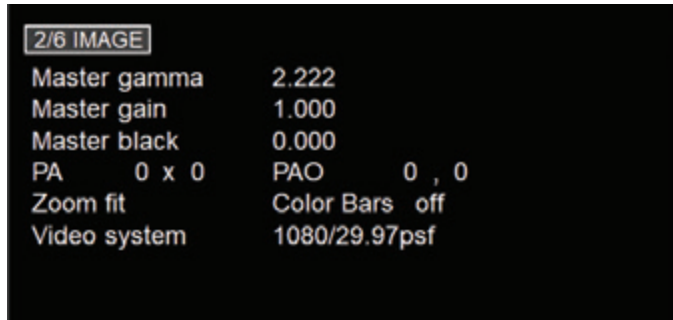 2/6 IMAGE
Master gamma 2.222
Master gain 1.000
Master black 0.000
PA 0 x 0 PAO 0 , 0
Zoom fit Color Bars off
Video system 1080/29.97psf